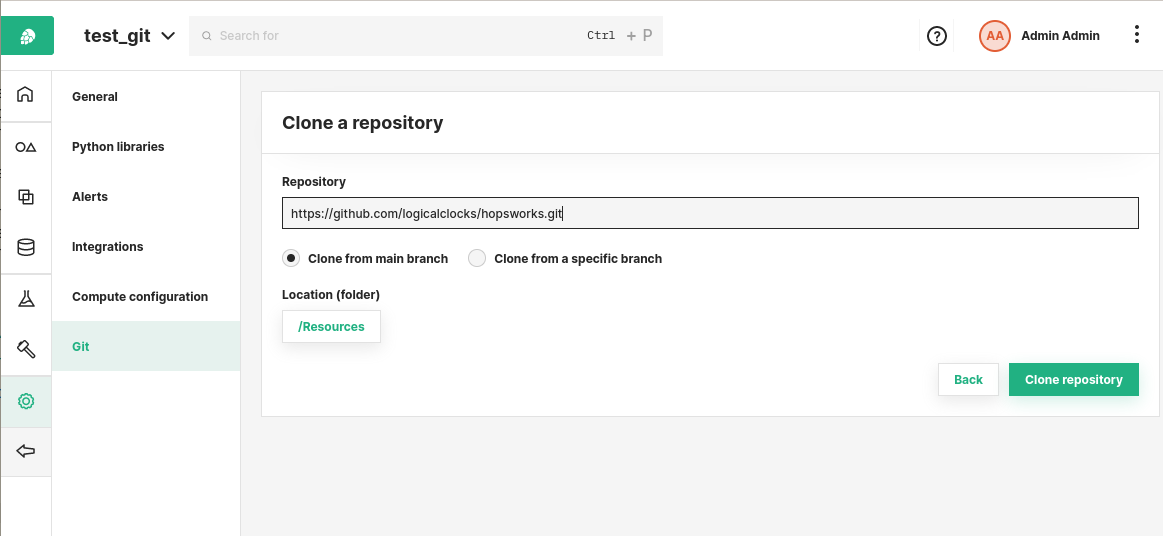 test_git
Search for
Ctrl + P
?
AA
Admin Admin
General
Python libraries
Alerts
Integrations
Compute configuration
Git
Clone a repository
Repository
https://github.com/logicalclocks/hopsworks.git
Clone from main branch
Clone from a specific branch
Location (folder)
/Resources
Back
Clone repository